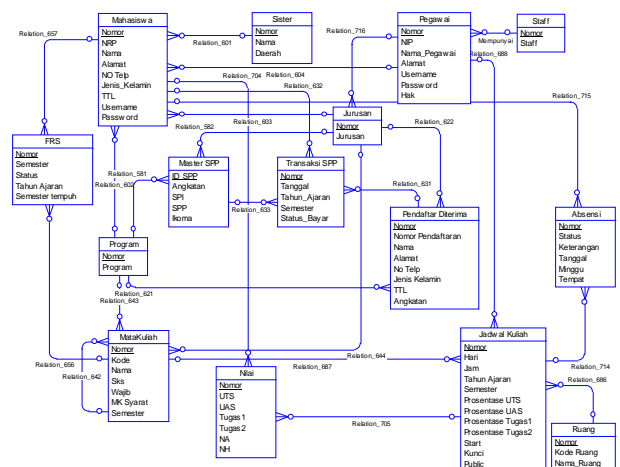 Mahasiswa
Nomor
NRP
Nama
Alamat
NO Telp
Jenis_Kelamin
TTL
Username
Password
Sister
Nomor
Nama
Daerah
Pegawai
Nomor
NIP
Nama_Pegawai
Alamat
Username
Password
Hak
Staff
Nomor
Staff
Relation_657
Relation_601
Relation_716
Mempunyai
Relation_688
Relation_704
Relation_604
Relation_632
Relation_715
Relation_603
Relation_582
Relation_622
Jurusan
Nomor
Jurusan
FRS
Nomor
Semester
Status
Tahun Ajaran
Semester tempuh
Relation_581
Relation_602
Master SPP
ID_SPP
Angkatan
SPI
SPP
Ikoma
Transaksi SPP
Nomor
Tanggal
Tahun_Ajaran
Semester
Status_Bayar
Relation_631
Relation_633
Pendaftar Diterima
Nomor
Nomor Pendaftaran
Nama
Alamat
No Telp
Jenis Kelamin
TTL
Angkatan
Absensi
Nomor
Status
Keterangan
Tanggal
Minggu
Tempat
Program
Nomor
Program
Relation_621
Relation_643
MataKuliah
Nomor
Kode
Nama
Sks
Wajib
MK Syarat
Semester
Relation_656
Relation_642
Relation_644
Relation_687
Nilai
Nomor
UTS
UAS
Tugas1
Tugas2
NA
NH
Relation_705
Jadwal Kuliah
Nomor
Hari
Jam
Tahun Ajaran
Semester
Prosentase UTS
Prosentase UAS
Prosentase Tugas1
Prosentase Tugas2
Start
Kunci
Public
Relation_714
Relation_686
Ruang
Nomor
Kode Ruang
Nama_Ruang